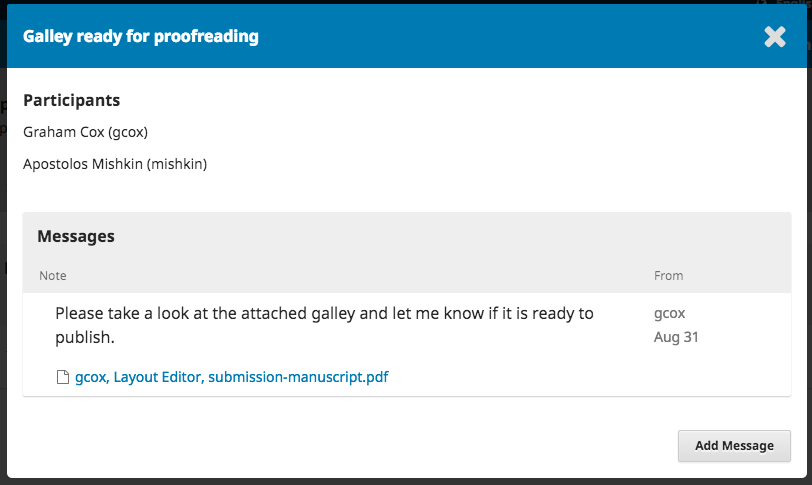 Galley ready for proofreading
Participants
Graham Cox (gcox)
Apostolos Mishkin (mishkin)
Messages
Note From
Please take a look at the attached galley and let me know if it is ready to
publish.
gcox
Aug 31
gcox, Layout Editor, submission-manuscript.pdf
Add Message